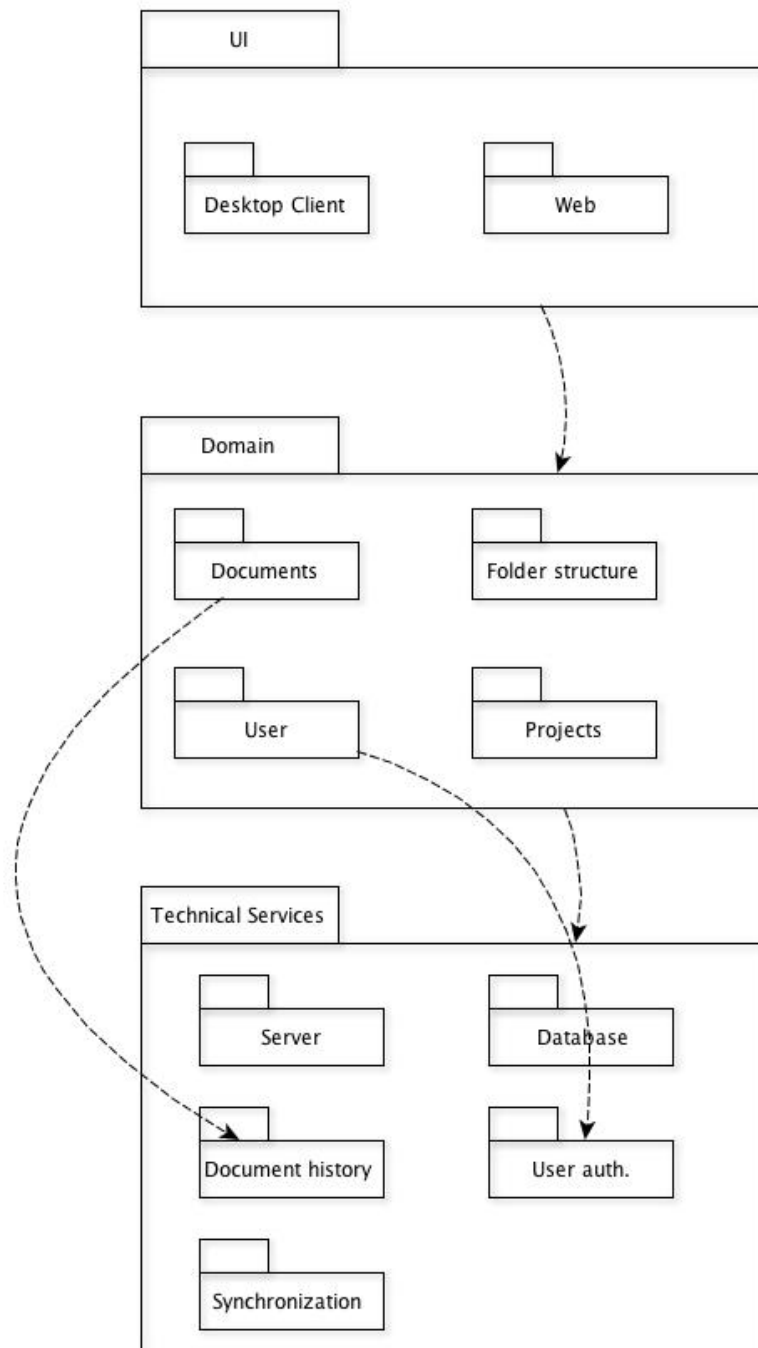 UI
Desktop Client
Web
Domain
Documents
Folder structure
User
Projects
Technical Services
Server
Database
Document history
User auth.
Synchronization